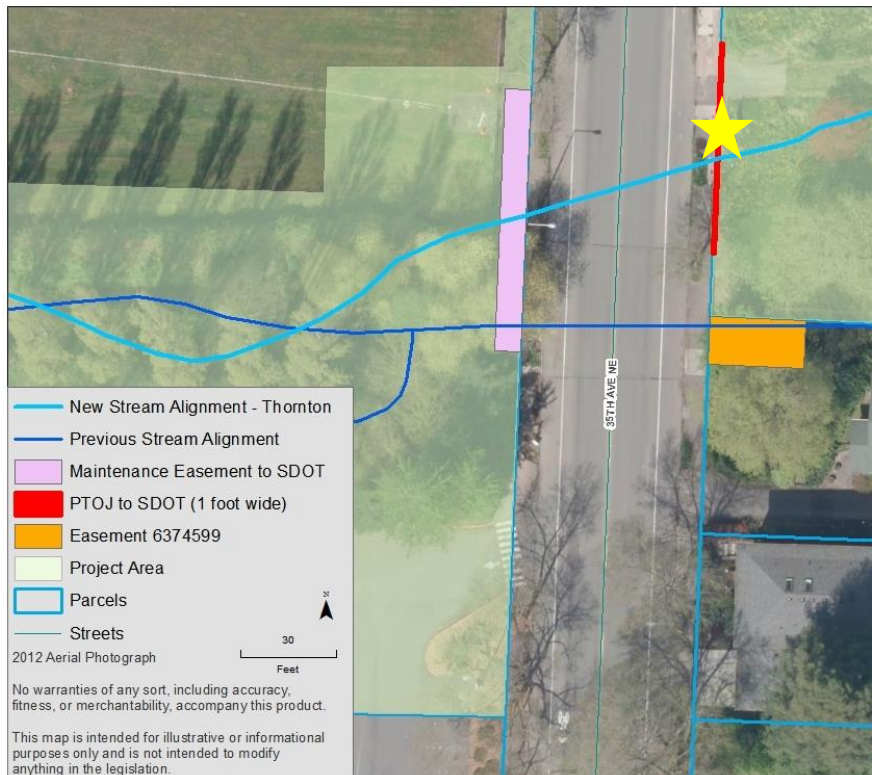 35TH AVE NE
New Stream Alignment - Thornton
Previous Stream Alignment
Maintenance Easement to SDOT
PTOJ to SDOT (1 foot wide)
Easement 6374599
Project Area
Parcels
Streets
N
30
Feet
2012 Aerial Photograph
No warranties of any sort, including accuracy,
fitness, or merchantability, accompany this product.
This map is intended for illustrative or informational
purposes only and is not intended to modify
anything in the legislation.